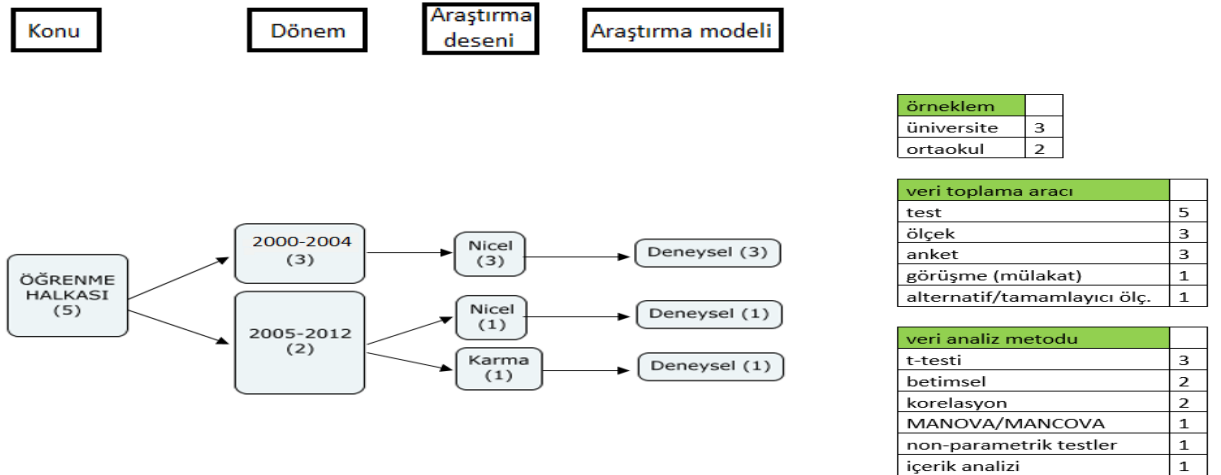 Konu
Dönem
Araştırma
deseni
Araştırma modeli
ÖĞRENME
HALKASI
(5)
2000-2004
(3)
2005-2012
(2)
Nicel
(3)
Nicel
(1)
Karma
(1)
Deneysel (3)
Deneysel (1)
Deneysel (1)
örneklem
üniversite 3
ortaokul 2
veri toplama aracı
test 5
ölçek 3
anket 3
görüşme (mülakat) 1
alternatif/tamamlayıcı ölç. 1
veri analiz metodu
t-testi 3
betimsel 2
korelasyon 2
MANOVA/MANCOVA 1
non-parametrik testler 1
içerik analizi 1